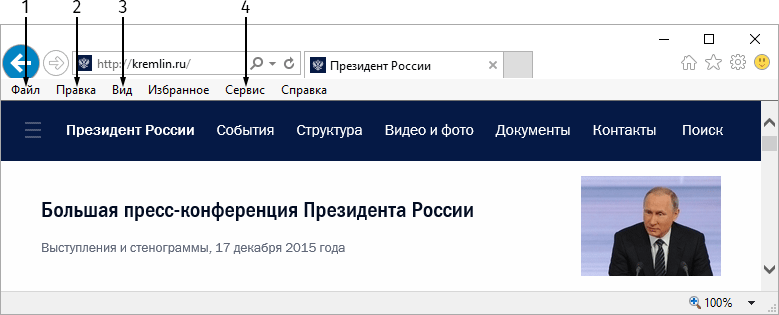 1 2 3 4
http://kremlin.ru/ Президент России
Файл Правка Вид Избранное Сервис Справка
Президент России События Структура Видео и фото Документы Контакты Поиск
Большая пресс-конференция Президента России
Выступления и стенограммы, 17 декабря 2015 года
100%